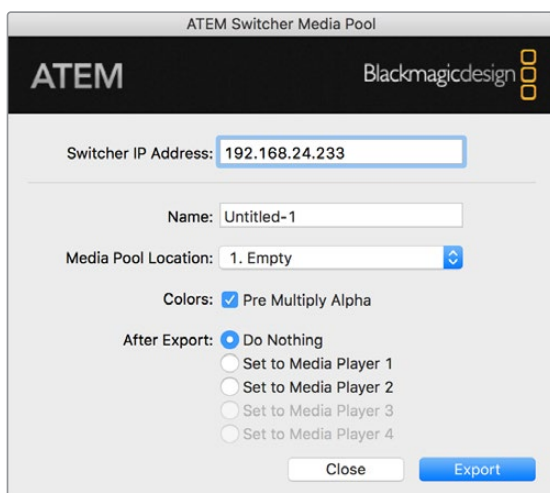 ATEM Switcher Media Pool
ATEM
Blackmagicdesign
Switcher IP Address: 192.168.24.233
Name: Untitled-1
Media Pool Location: 1. Empty
Colors: Pre Multiply Alpha
After Export: Do Nothing
Set to Media Player 1
Set to Media Player 2
Set to Media Player 3
Set to Media Player 4
Close Export